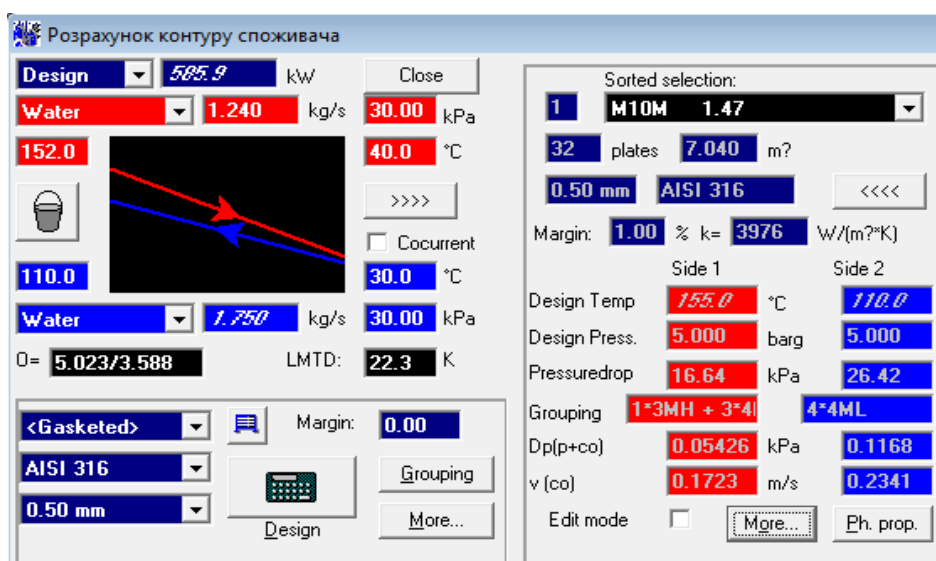 Розрахунок контуру споживача
Design 585.9 kW Close
Water 1.240 kg/s 30.00 kPa
152.0 40.0 °C
>>>>
Cocurrent
110.0 30.0 °C
Water 1.750 kg/s 30.00 kPa
O= 5.023/3.588 LMTD: 22.3 K
<Gasketed> Margin: 0.00
AISI 316 Grouping
0.50 mm Design More...
Sorted selection:
1 M10M 1.47
32 plates 7.040 m?
0.50 mm AISI 316 <<<<
Margin: 1.00 % k= 3976 W/(m?*K)
Side 1 Side 2
Design Temp 155.0 °C 110.0
Design Press. 5.000 barg 5.000
Pressuredrop 16.64 kPa 26.42
Grouping 1*3MH + 3*4 4*4ML
Dp(p+co) 0.05426 kPa 0.1168
v (co) 0.1723 m/s 0.2341
Edit mode More... Ph. prop.